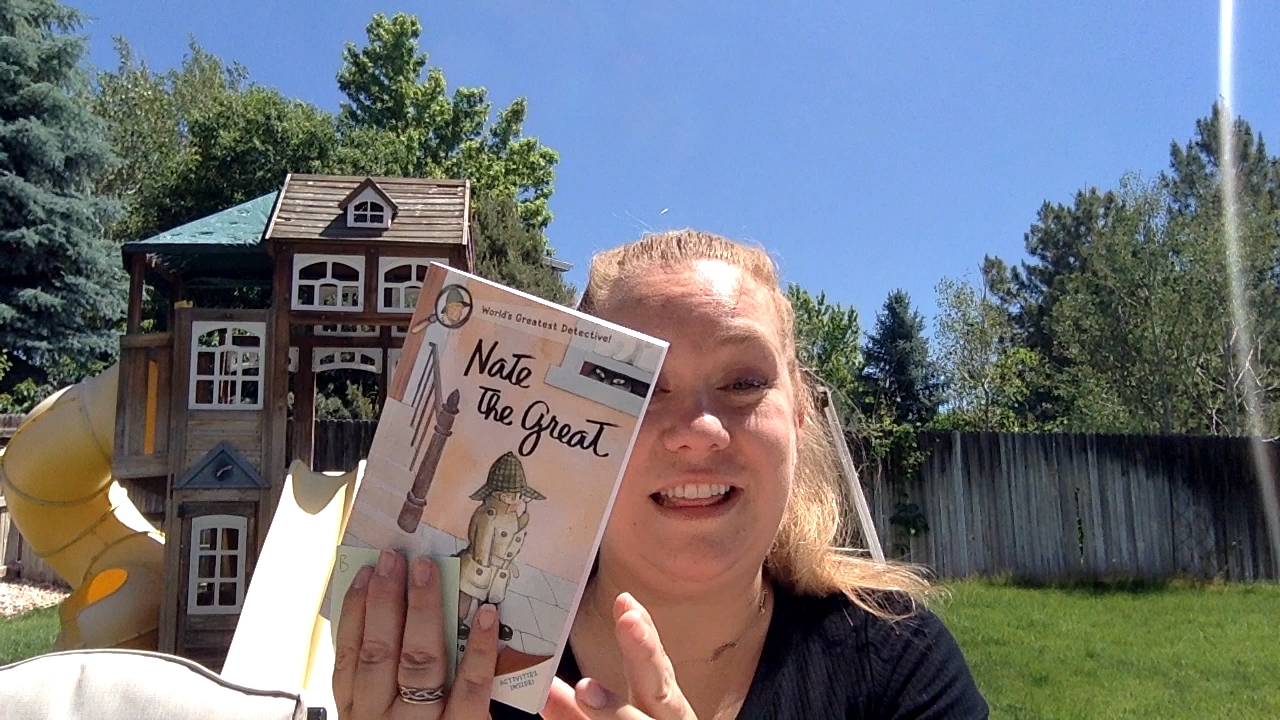 World's Greatest Detective!
Nate
The Great
B
ACTIVITIES
INSIDE!